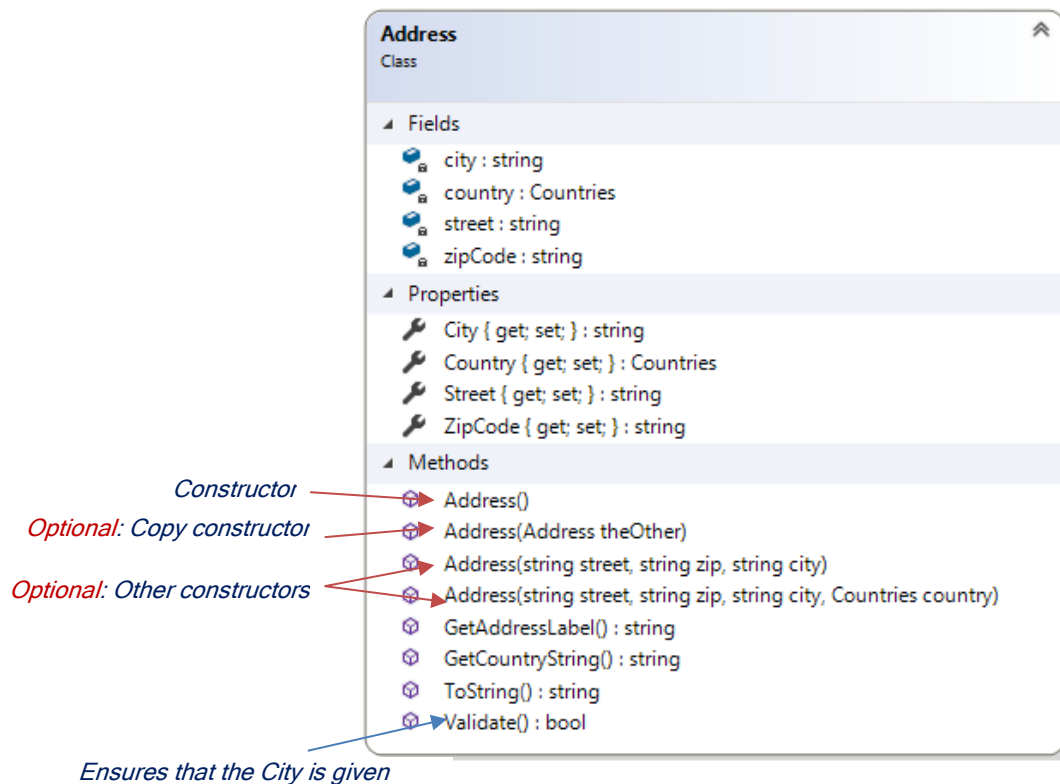 Address
Class
Fields
city : string
country : Countries
street : string
zipCode : string
Properties
City { get; set; } : string
Country { get; set; } : Countries
Street { get; set; } : string
ZipCode { get; set; } : string
Methods
Constructor
Address()
Optional: Copy constructor
Address(Address theOther)
Address(string street, string zip, string city)
Optional: Other constructors
Address(string street, string zip, string city, Countries country)
GetAddressLabel() : string
GetCountryString() : string
ToString() : string
Validate() : bool
Ensures that the City is given